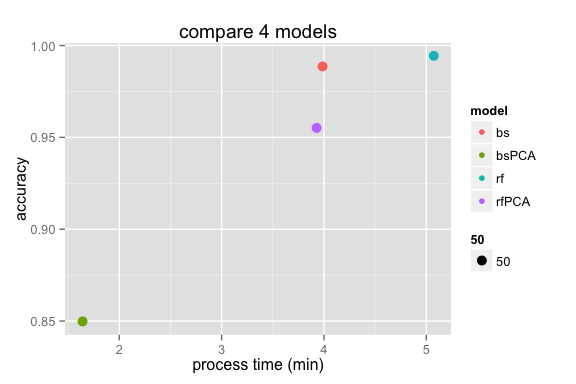 compare 4 models
1.00
0.95
0.90
0.85
accuracy
2 3 4 5
process time (min)
model
bs
bsPCA
rf
rfPCA
50
50